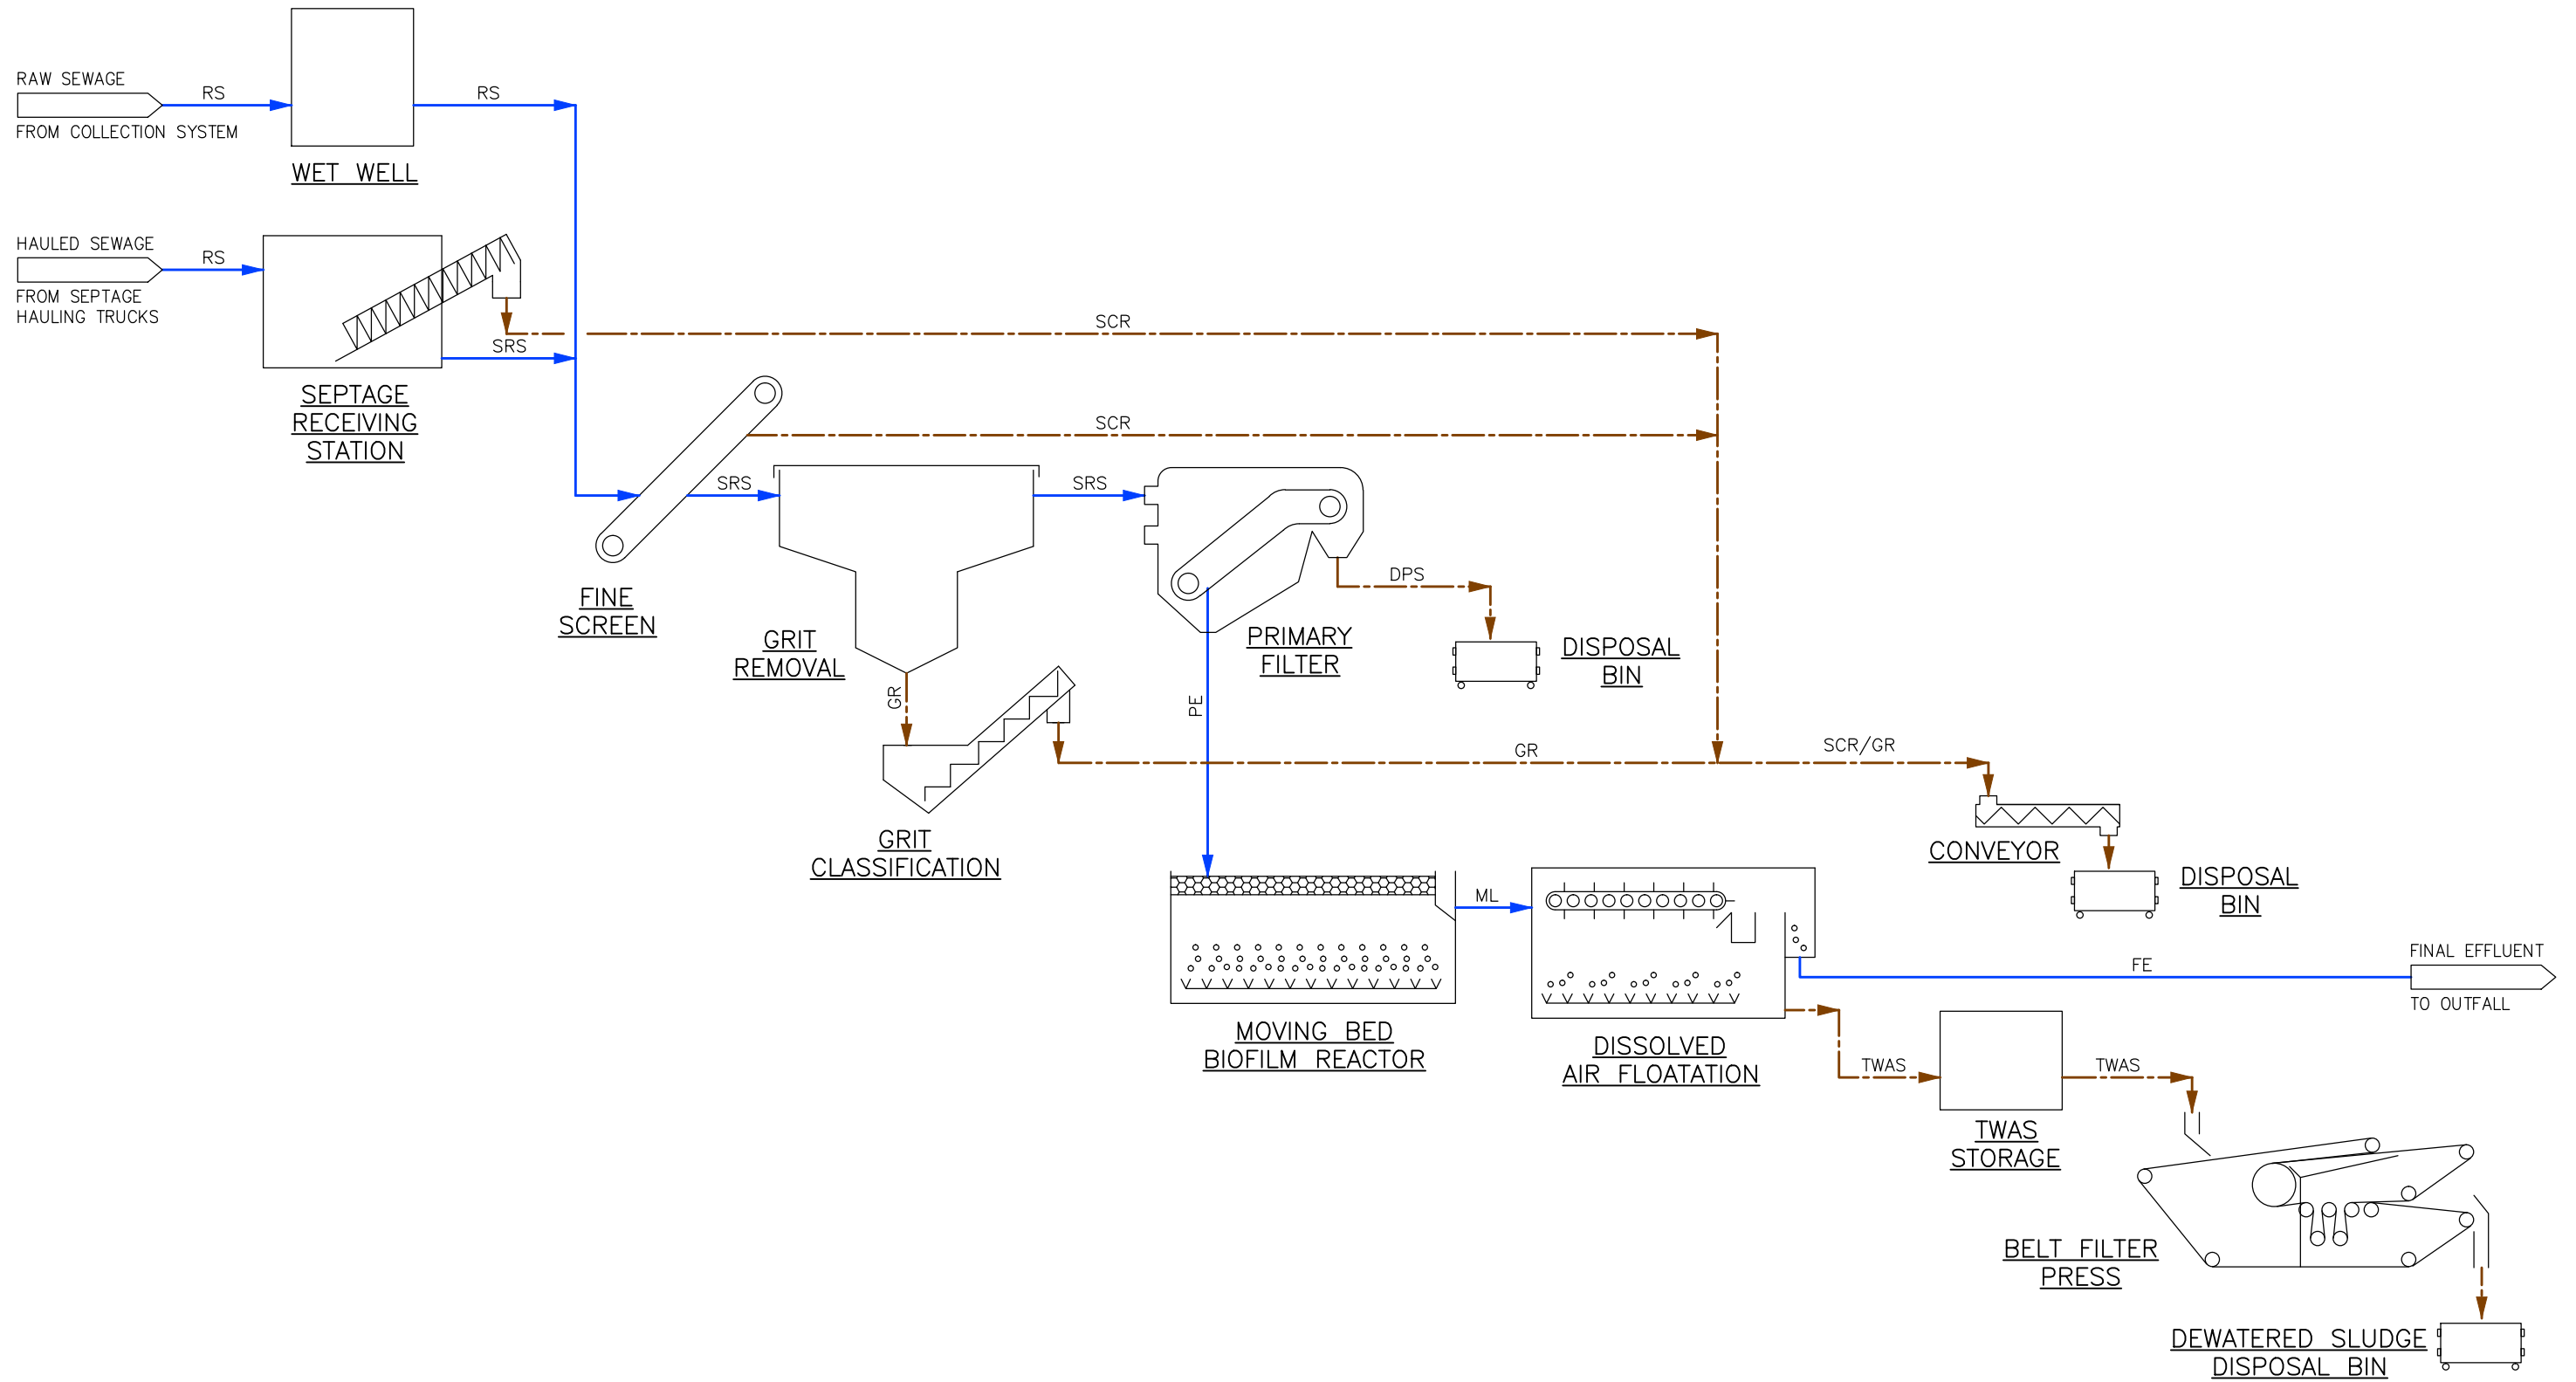 RAW SEWAGE
RS
RS
FROM COLLECTION SYSTEM
WET WELL
HAULED SEWAGE
RS
FROM SEPTAGE
HAULING TRUCKS
SCR
SRS
SEPTAGE
RECEIVING
STATION
SCR
SRS
SRS
FINE
SCREEN
GRIT
REMOVAL
GR
DPS
PRIMARY
FILTER
DISPOSAL
BIN
PE
GR
SCR/GR
GRIT
CLASSIFICATION
CONVEYOR
DISPOSAL
BIN
ML
FINAL EFFLUENT
FE
TO OUTFALL
MOVING BED
BIOFILM REACTOR
DISSOLVED
AIR FLOATATION
TWAS
TWAS
TWAS
STORAGE
BELT FILTER
PRESS
DEWATERED SLUDGE
DISPOSAL BIN